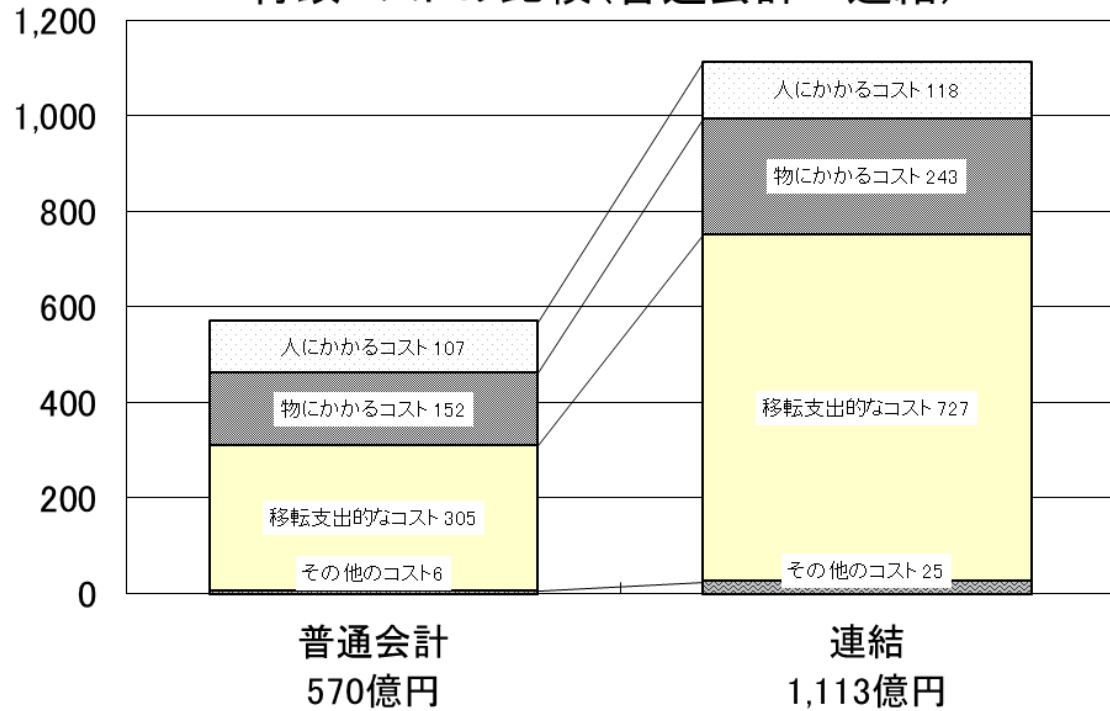 1,200
1,000
800
600
400
200
0
人にかかるコスト 107
物にかかるコスト 152
移転支出的なコスト 305
その他のコスト6
人にかかるコスト 118
物にかかるコスト 243
移転支出的なコスト 727
その他のコスト 25
普通会計
570億円
連結
1,113億円